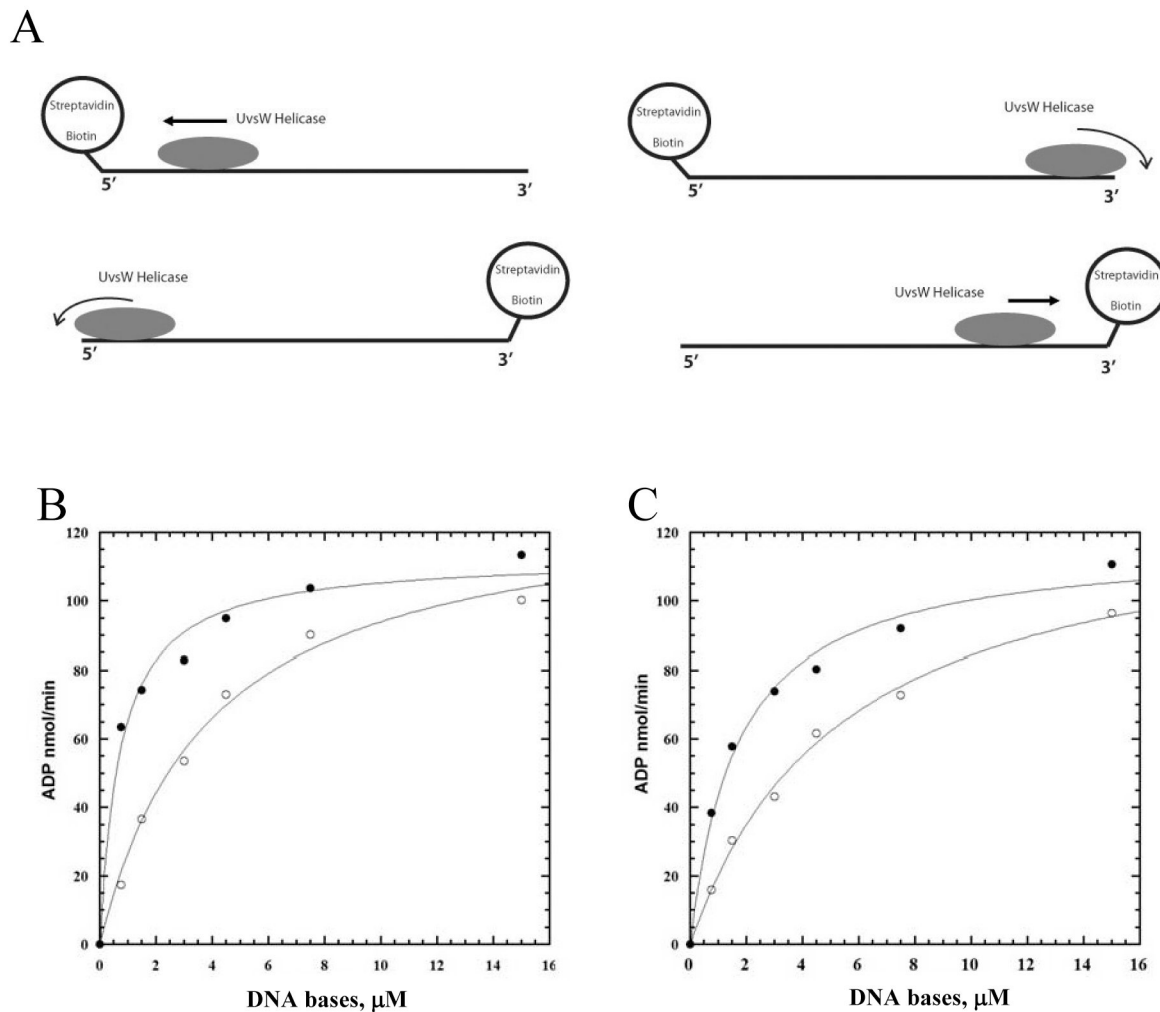 A
Streptavidin
Biotin
UvsW Helicase
5′
3′
Streptavidin
Biotin
UvsW Helicase
5′
3′
UvsW Helicase
Streptavidin
Biotin
5′
3′
UvsW Helicase
Streptavidin
Biotin
5′
3′
B
120
100
80
60
40
20
0
ADP nmol/min
0 2 4 6 8 10 12 14 16
DNA bases, μM
C
120
100
80
60
40
20
0
ADP nmol/min
0 2 4 6 8 10 12 14 16
DNA bases, μM